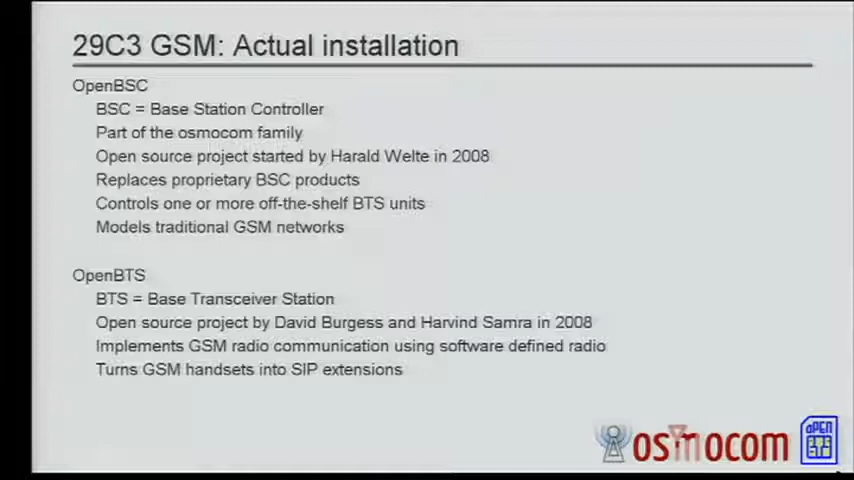 29C3 GSM: Actual installation
OpenBSC
BSC = Base Station Controller
Part of the osmocom family
Open source project started by Harald Welte in 2008
Replaces proprietary BSC products
Controls one or more off-the-shelf BTS units
Models traditional GSM networks
OpenBTS
BTS = Base Transceiver Station
Open source project by David Burgess and Harvind Samra in 2008
Implements GSM radio communication using software defined radio
Turns GSM handsets into SIP extensions
osmocom